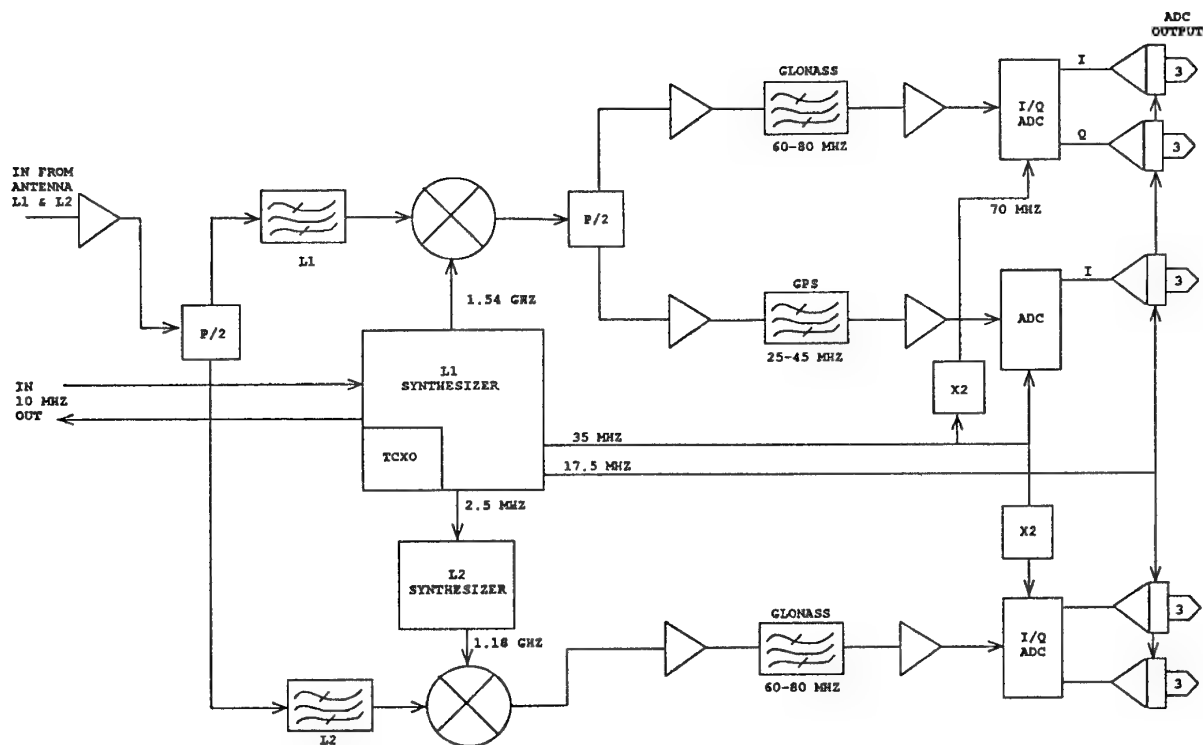 ADC
OUTPUT
GLONASS
60-80 MHZ
I/Q
ADC
I
Q
3
3
IN FROM
ANTENNA
L1 & L2
L1
P/2
P/2
70 MHZ
1.54 GHZ
GPS
25-45 MHZ
ADC
I
3
L1
SYNTHESIZER
X2
IN
10 MHZ
OUT
TCXO
35 MHZ
17.5 MHZ
2.5 MHZ
X2
L2
SYNTHESIZER
1.18 GHZ
GLONASS
60-80 MHZ
I/Q
ADC
3
3
L2